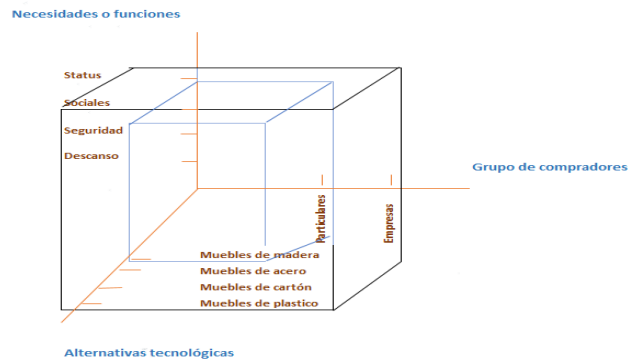 Necesidades o funciones
Status
Sociales
Seguridad
Descanso
Grupo de compradores
Particulares
Empresas
Muebles de madera
Muebles de acero
Muebles de cartón
Muebles de plastico
Alternativas tecnológicas